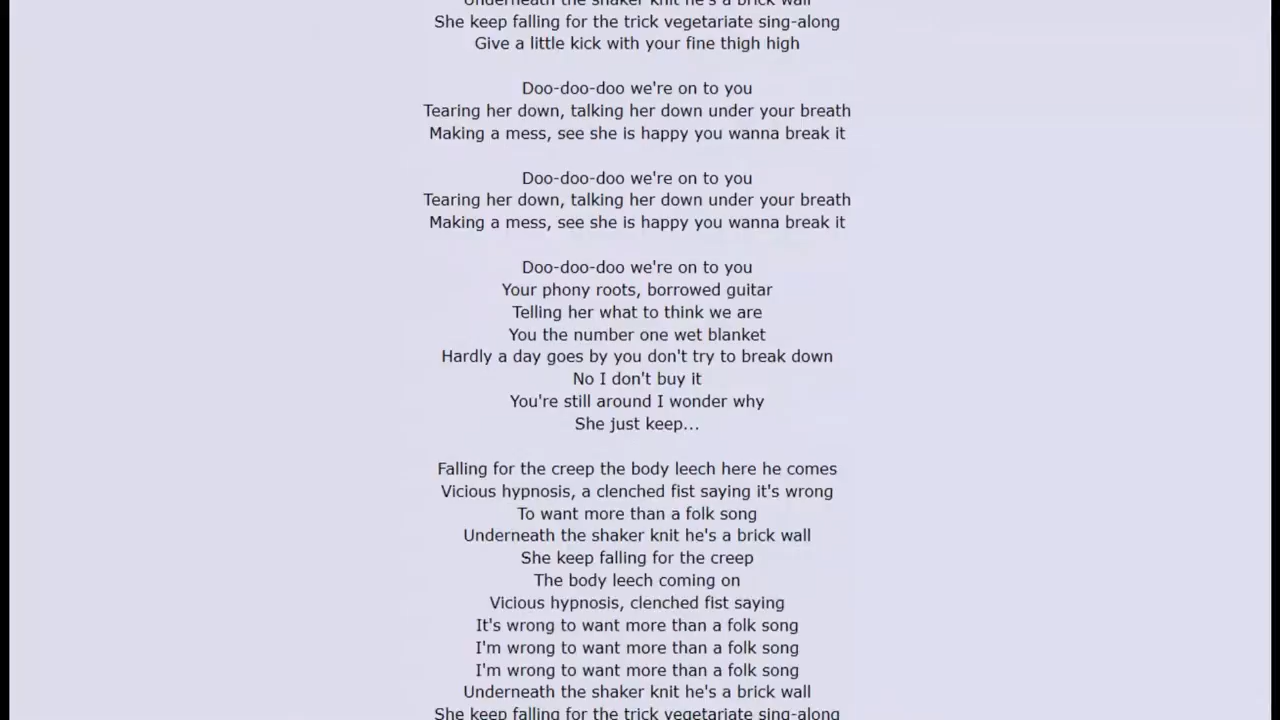 Underneath the shaker knit he's a brick wall
She keep falling for the trick vegetariate sing-along
Give a little kick with your fine thigh high
Doo-doo-doo we're on to you
Tearing her down, talking her down under your breath
Making a mess, see she is happy you wanna break it
Doo-doo-doo we're on to you
Tearing her down, talking her down under your breath
Making a mess, see she is happy you wanna break it
Doo-doo-doo we're on to you
Your phony roots, borrowed guitar
Telling her what to think we are
You the number one wet blanket
Hardly a day goes by you don't try to break down
No I don't buy it
You're still around I wonder why
She just keep...
Falling for the creep the body leech here he comes
Vicious hypnosis, a clenched fist saying it's wrong
To want more than a folk song
Underneath the shaker knit he's a brick wall
She keep falling for the creep
The body leech coming on
Vicious hypnosis, clenched fist saying
It's wrong to want more than a folk song
I'm wrong to want more than a folk song
I'm wrong to want more than a folk song
Underneath the shaker knit he's a brick wall
She keep falling for the trick vegetariate sing-along